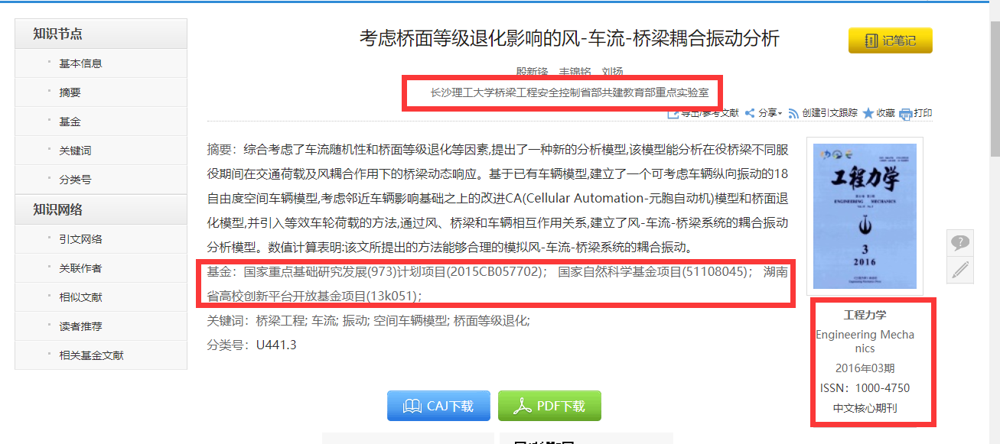 知识节点
基本信息
摘要
基金
关键词
分类号
知识网络
引文网络
关联作者
相似文献
读者推荐
相关基金文献
考虑桥面等级退化影响的风-车流-桥梁耦合振动分析
记笔记
殷新锋 丰锦铭 刘扬
长沙理工大学桥梁工程安全控制省部共建教育部重点实验室
导出/参考文献 分享 创建引文跟踪 收藏 打印
摘要：综合考虑了车流随机性和桥面等级退化等因素,提出了一种新的分析模型,该模型能分析在役桥梁不同服
役期间在交通荷载及风耦合作用下的桥梁动态响应。基于已有车辆模型,建立了一个可考虑车辆纵向振动的18
自由度空间车辆模型,考虑邻近车辆影响基础之上的改进CA(Cellular Automation-元胞自动机)模型和桥面退
化模型,并引入等效车轮荷载的方法,通过风、桥梁和车辆相互作用关系,建立了风-车流-桥梁系统的耦合振动
分析模型。数值计算表明:该文所提出的方法能够合理的模拟风-车流-桥梁系统的耦合振动。
基金：国家重点基础研究发展(973)计划项目(2015CB057702)； 国家自然科学基金项目(51108045)； 湖南
省高校创新平台开放基金项目(13k051)；
关键词：桥梁工程; 车流; 振动; 空间车辆模型; 桥面等级退化;
分类号：U441.3
CAJ下载
PDF下载
工程力学
ENGINEERING MECHANICS
3
2016
工程力学
Engineering Mecha
nics
2016年03期
ISSN：1000-4750
中文核心期刊